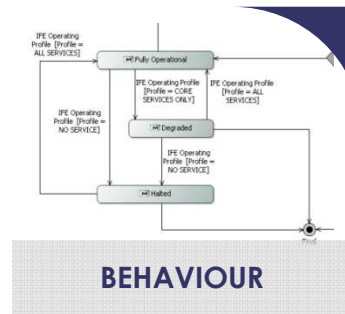 IFE Operating
Profile [Profile =
ALL SERVICES]
Fully Operational
IFE Operating Profile
[Profile = CORE
SERVICES ONLY]
IFE Operating Profile
[Profile = ALL
SERVICES]
IFE Operating
Profile [Profile =
NO SERVICE]
Degraded
IFE Operating
Profile [Profile =
NO SERVICE]
Halted
BEHAVIOUR